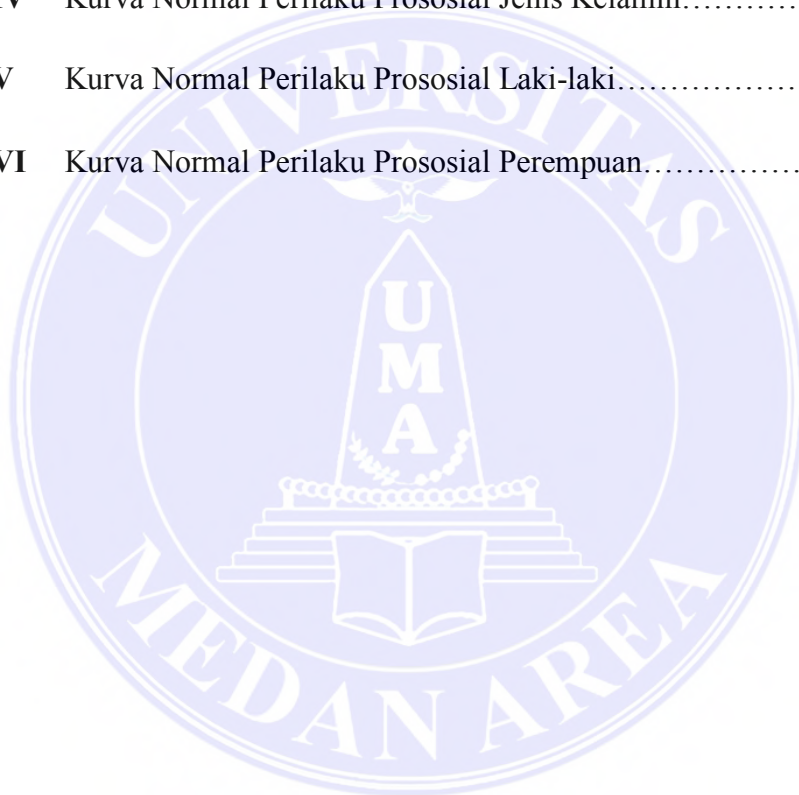 V Kurva Normal Perilaku Prososial Jenis Kelamin……………
V Kurva Normal Perilaku Prososial Laki-laki………………
VI Kurva Normal Perilaku Prososial Perempuan……………
UNIVERSITAS
U
M
A
MEDAN AREA